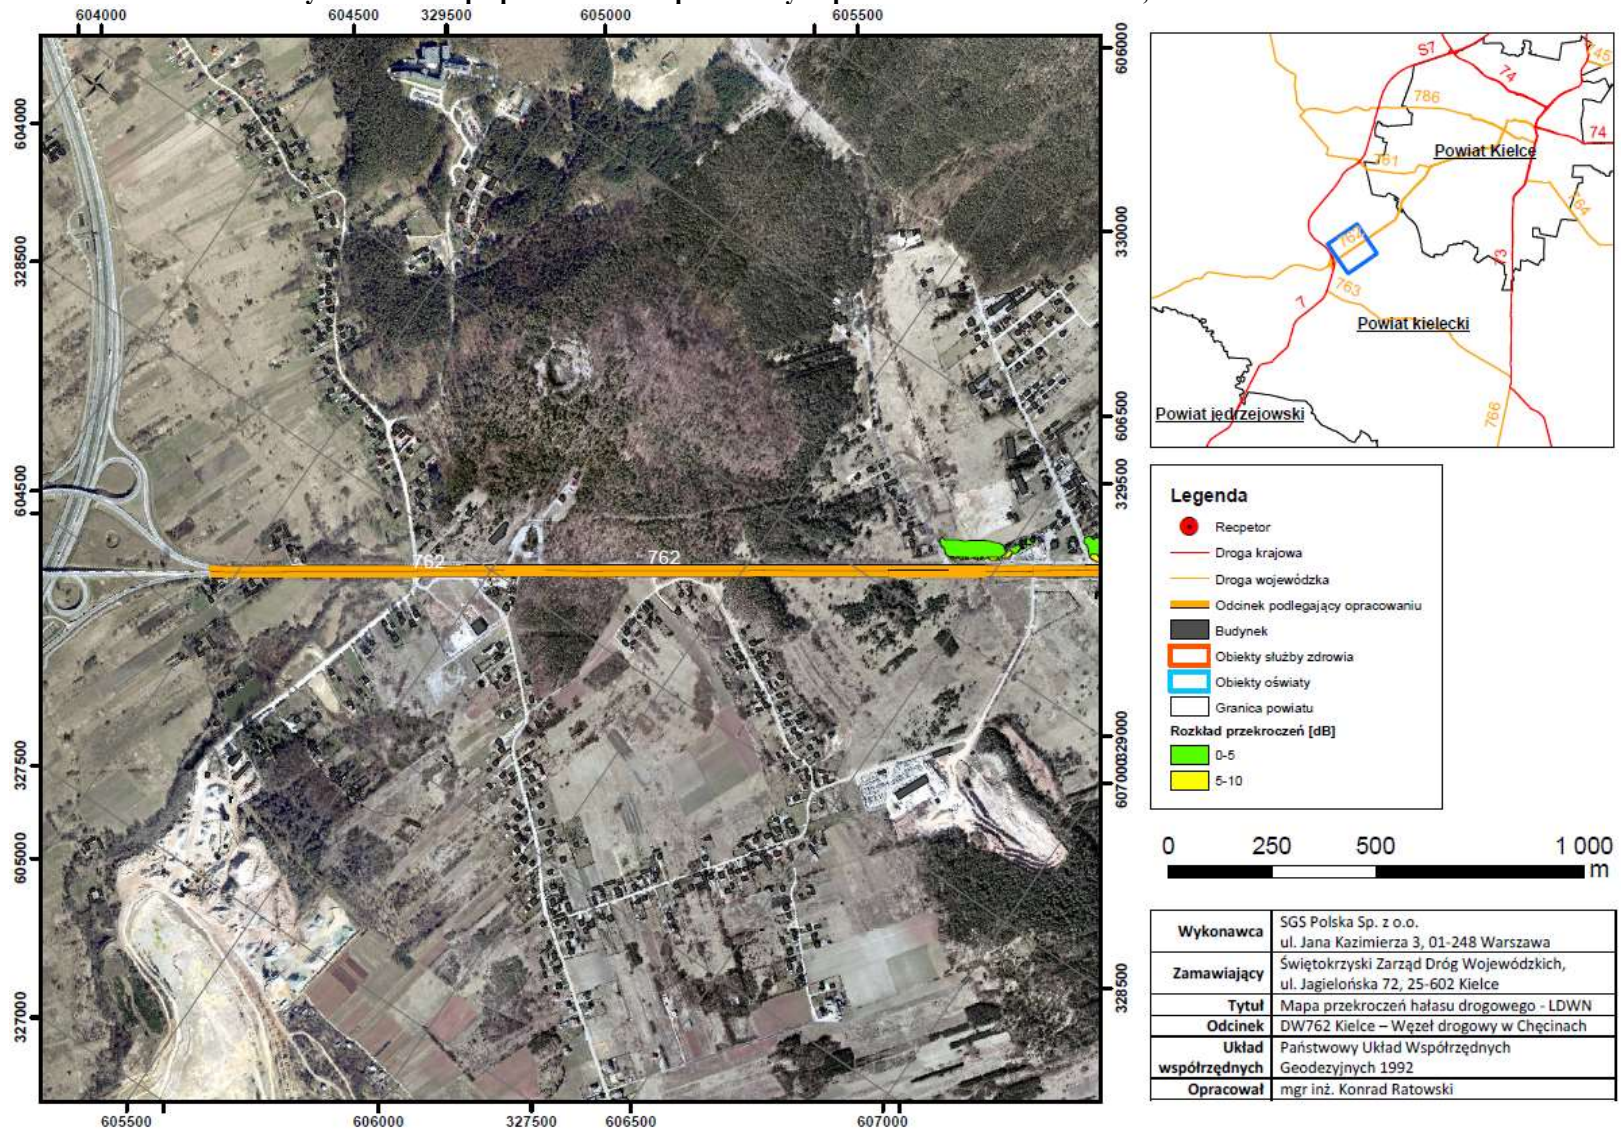 604000
604500
329500
605000
605500
606000
330000
606500
329500
329000
607000
328500
604000
328500
604500
327500
605000
327000
605500
606000
327500
606500
607000
762
762
S7
74
745
786
74
Powiat Kielce
761
764
762
73
763
7
Powiat kielecki
766
Powiat jędrzejowski
Legenda
Recpetor
Droga krajowa
Droga wojewódzka
Odcinek podlegający opracowaniu
Budynek
Obiekty służby zdrowia
Obiekty oświaty
Granica powiatu
Rozkład przekroczeń [dB]
0-5
5-10
0 250 500 1 000
m
Wykonawca SGS Polska Sp. z o.o.
ul. Jana Kazimierza 3, 01-248 Warszawa
Zamawiający Świętokrzyski Zarząd Dróg Wojewódzkich,
ul. Jagielońska 72, 25-602 Kielce
Tytuł Mapa przekroczeń hałasu drogowego - LDWN
Odcinek DW762 Kielce – Węzeł drogowy w Chęcinach
Układ współrzędnych Państwowy Układ Współrzędnych
Geodezyjnych 1992
Opracował mgr inż. Konrad Ratowski